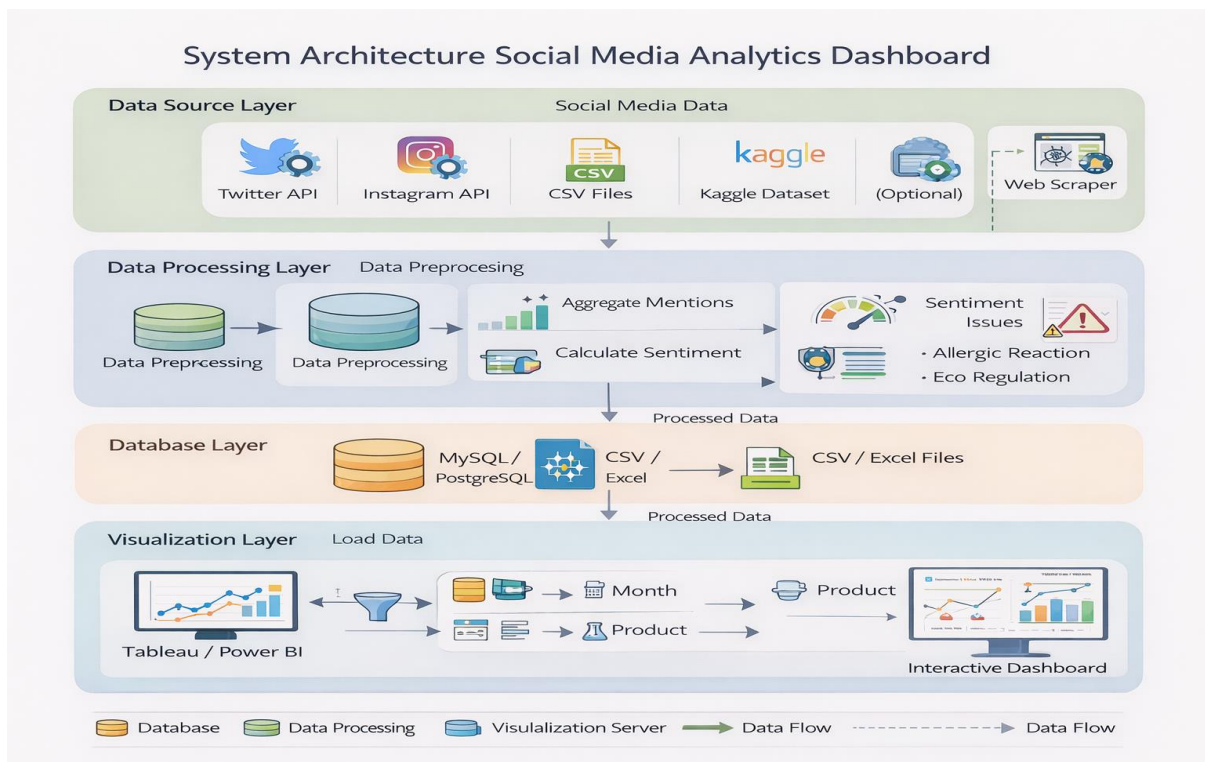 System Architecture Social Media Analytics Dashboard
Data Source Layer
Social Media Data
Twitter API
Instagram API
CSV
CSV Files
kaggle
Kaggle Dataset
(Optional)
Web Scraper
Data Processing Layer
Data Preprocesing
Data Preprcessing
Data Preprocessing
Aggregate Mentions
Calculate Sentiment
Sentiment
Issues
· Allergic Reaction
· Eco Regulation
Processed Data
Database Layer
MySQL /
PostgreSQL
CSV /
Excel
CSV / Excel Files
Processed Data
Visualization Layer
Load Data
Tableau / Power BI
Month
Product
Product
Interactive Dashboard
Database
Data Processing
Visulalization Server
Data Flow
Data Flow